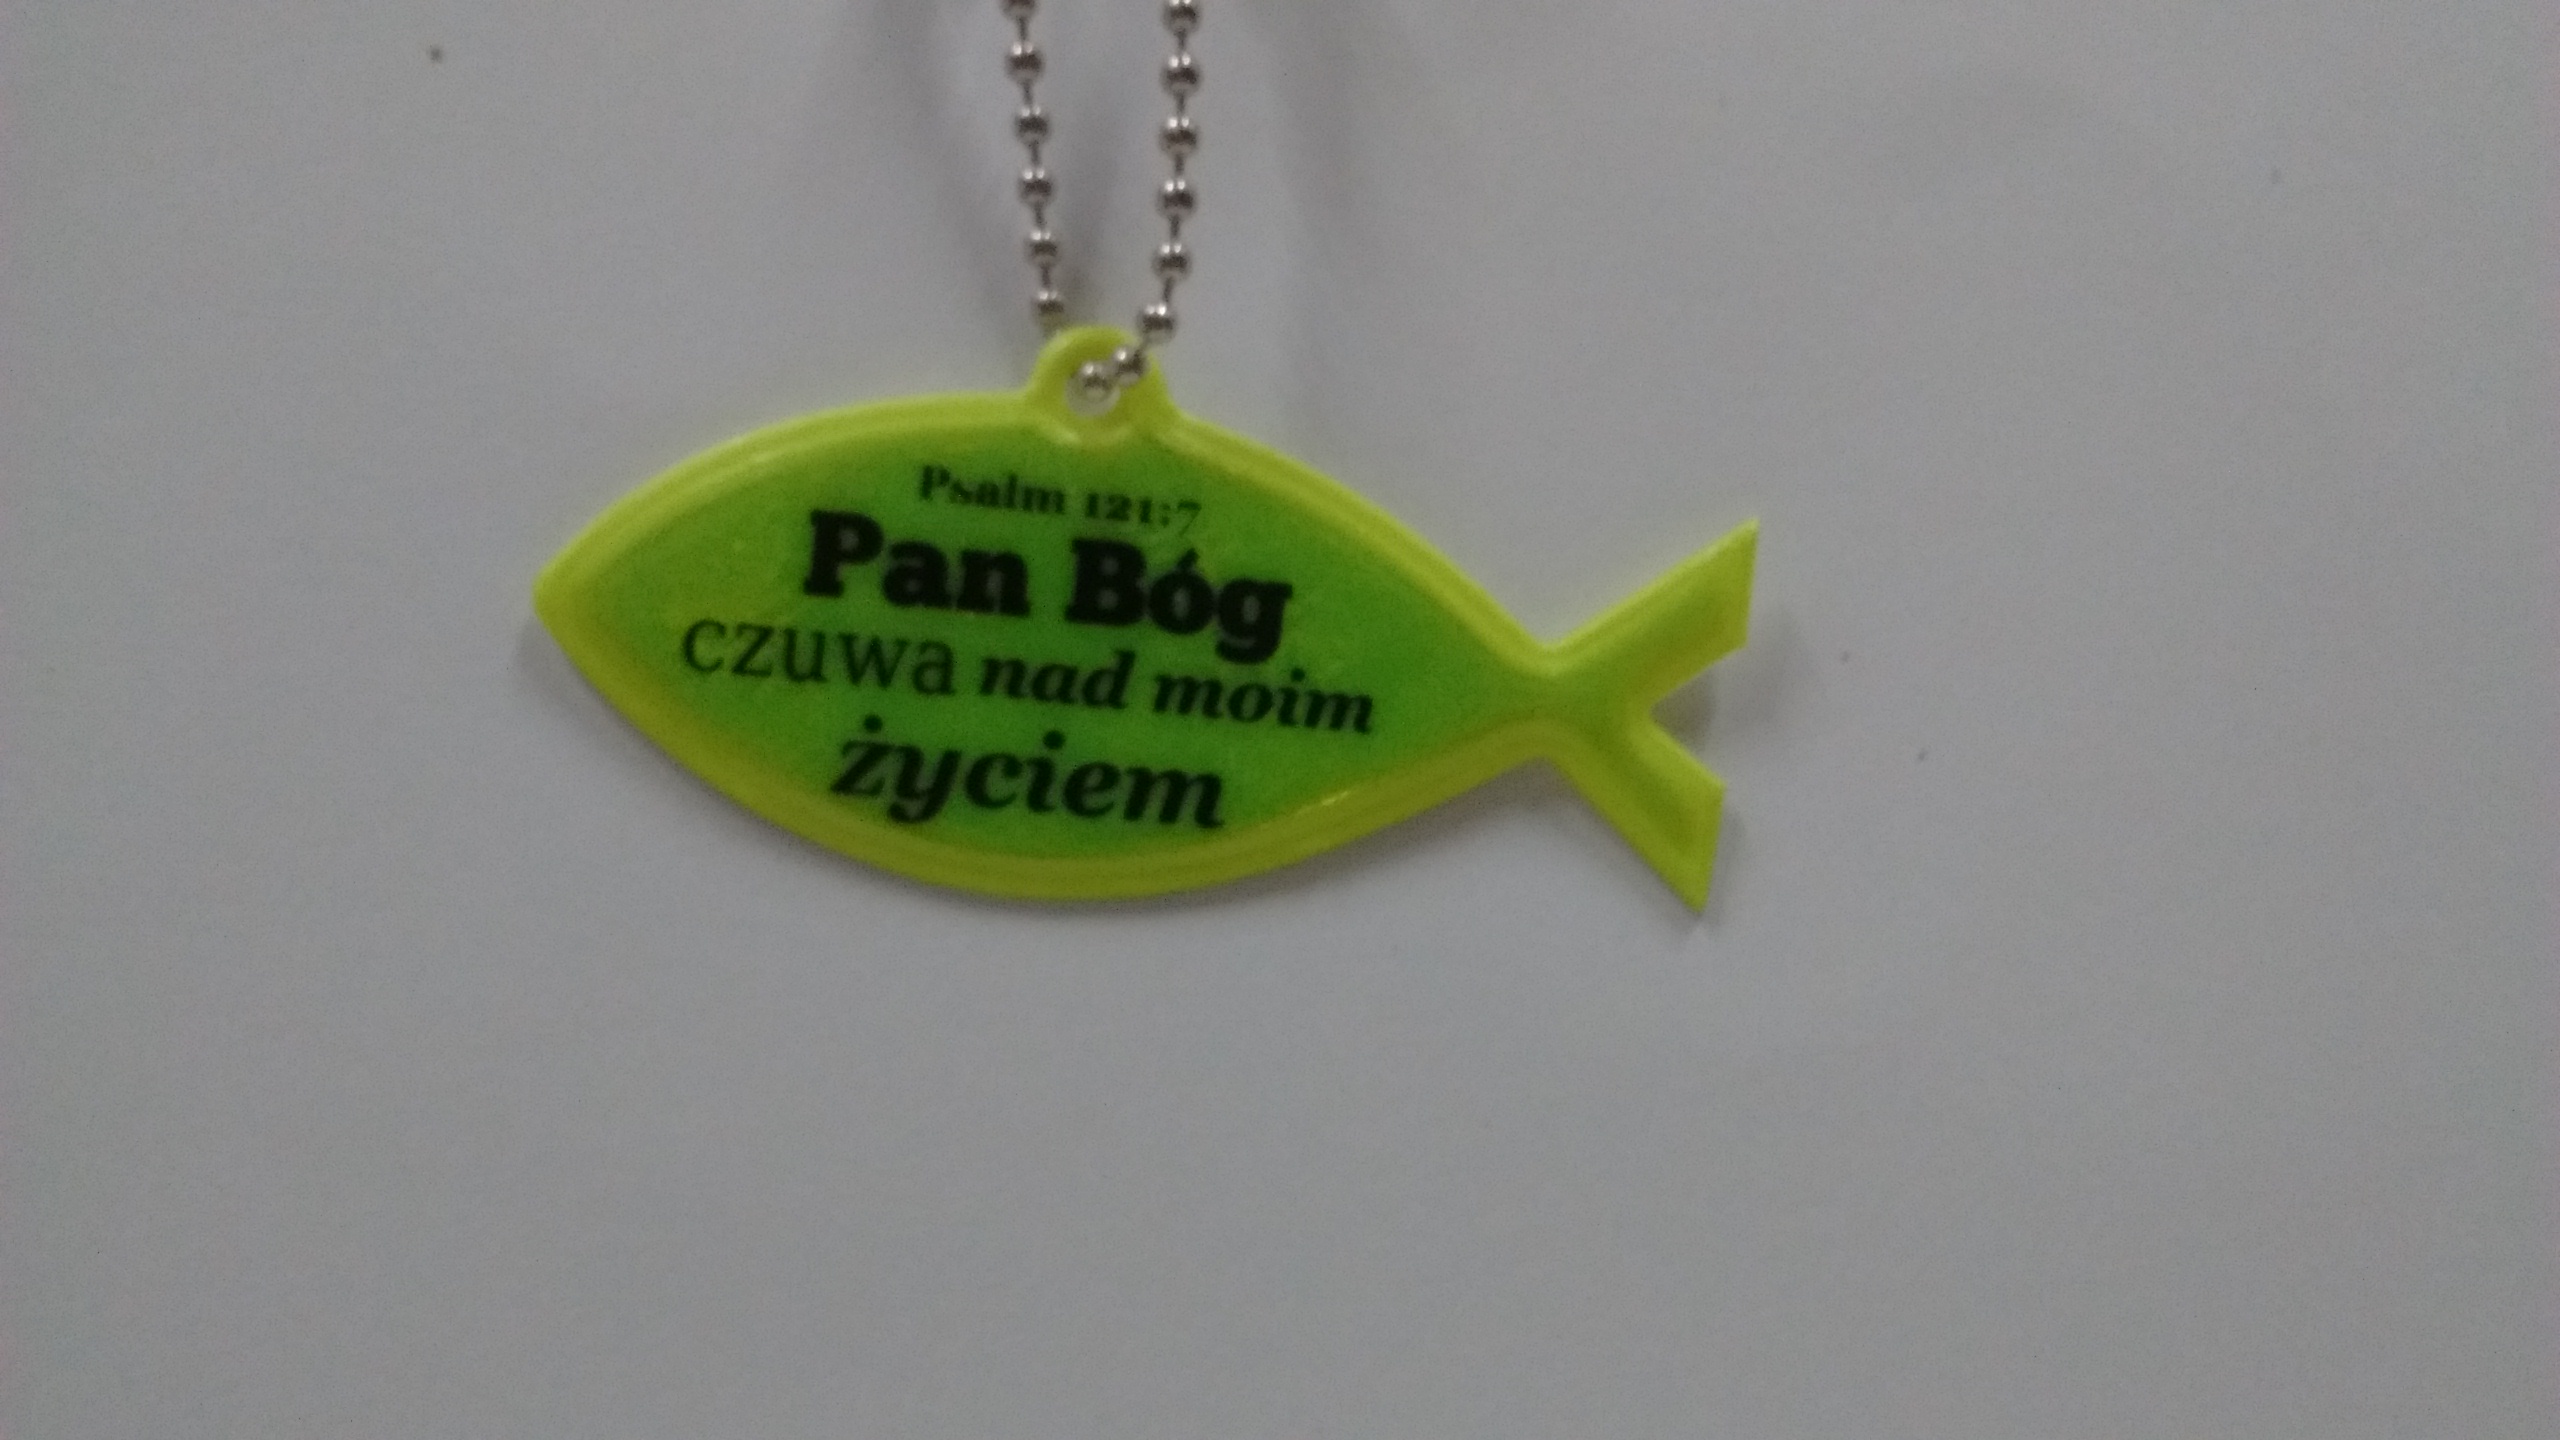 Psalm 121:7
Pan Bóg
czuwa nad moim
życiem